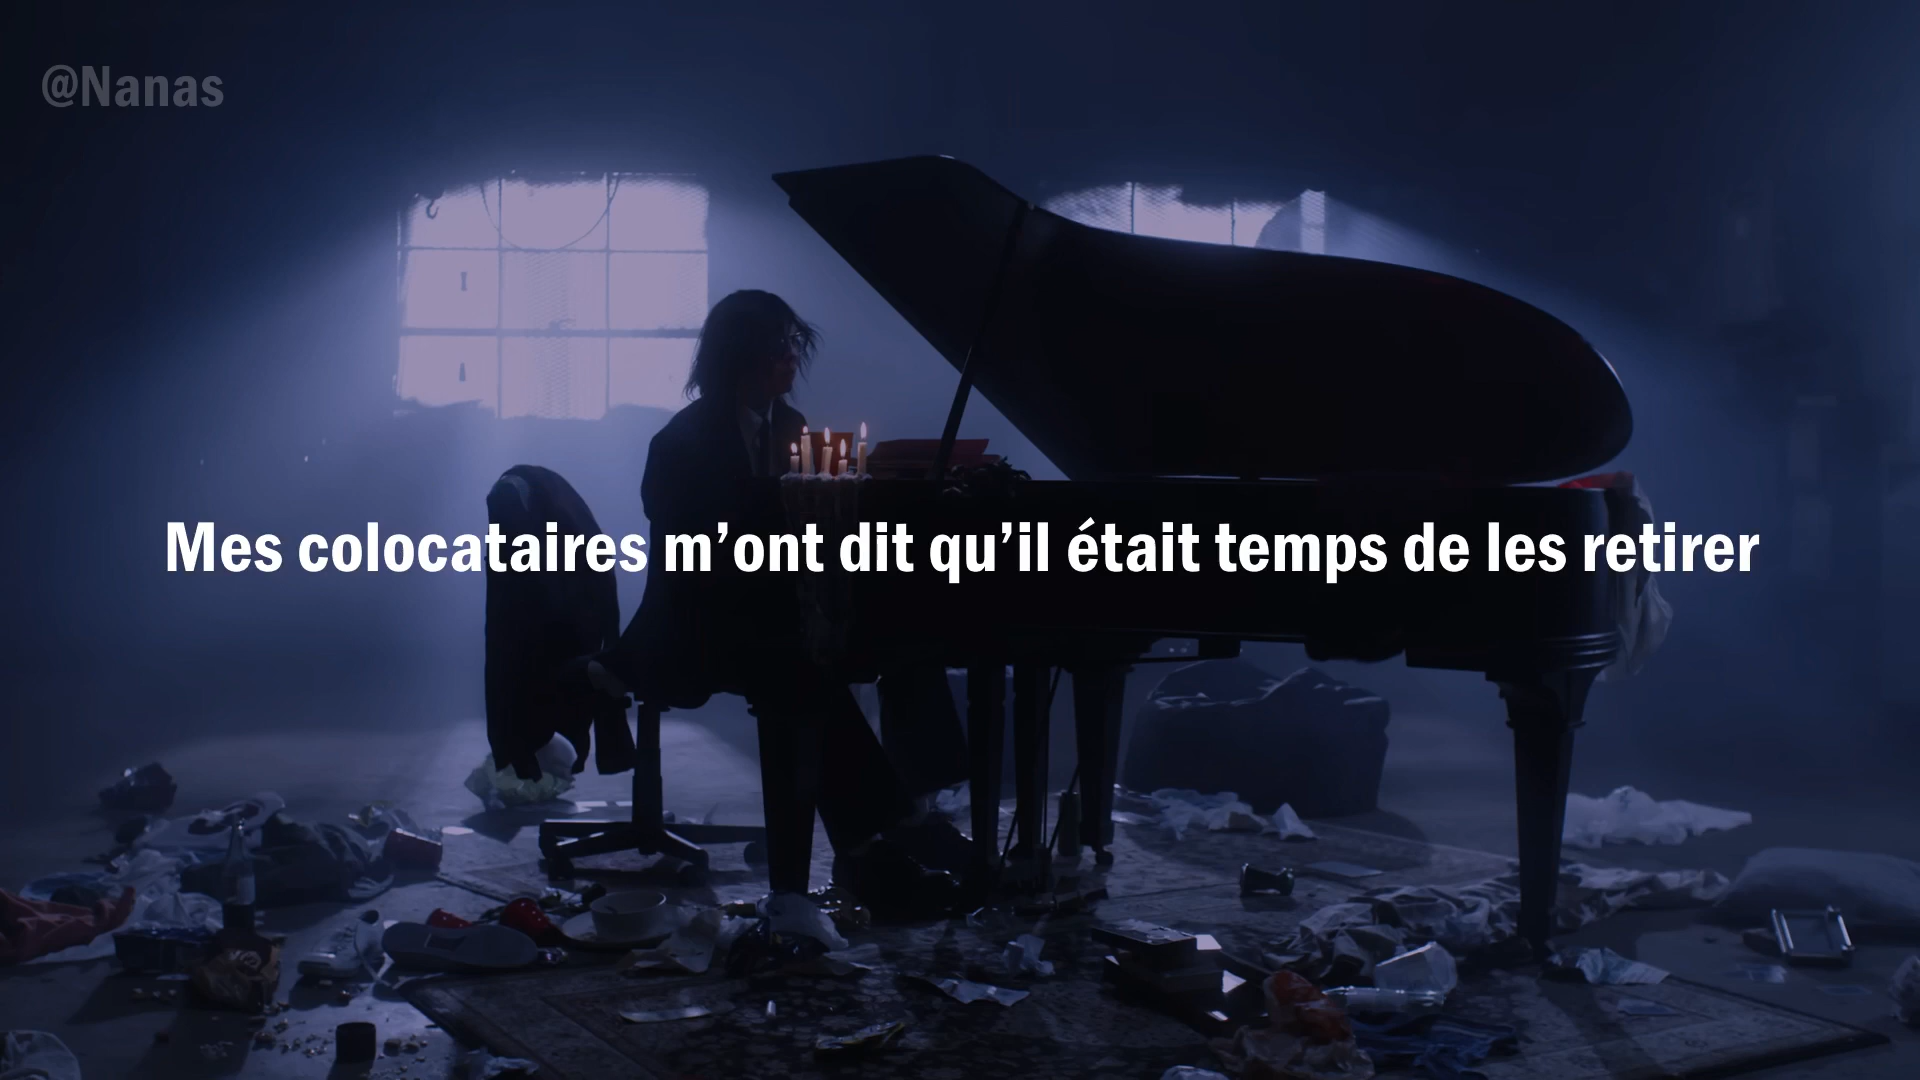 @Nanas
Mes colocataires m’ont dit qu’il était temps de les retirer